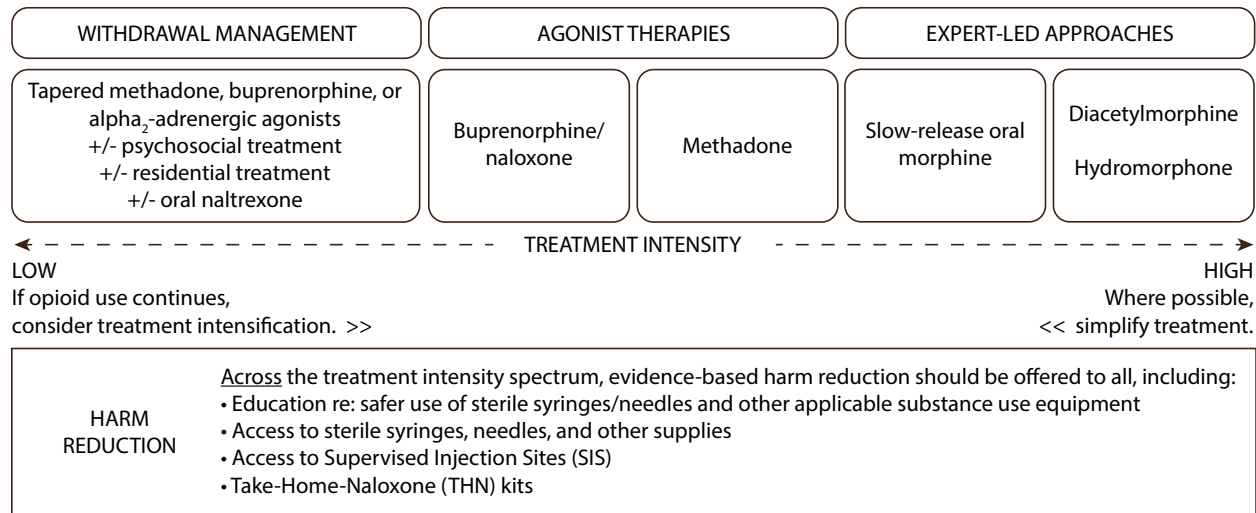 WITHDRAWAL MANAGEMENT
AGONIST THERAPIES
EXPERT-LED APPROACHES
Tapered methadone, buprenorphine, or
alpha₂-adrenergic agonists
+/- psychosocial treatment
+/- residential treatment
+/- oral naltrexone
Buprenorphine/
naloxone
Methadone
Slow-release oral
morphine
Diacetylmorphine
Hydromorphone
TREATMENT INTENSITY
LOW
If opioid use continues,
consider treatment intensification. >>
HIGH
Where possible,
<< simplify treatment.
HARM
REDUCTION
Across the treatment intensity spectrum, evidence-based harm reduction should be offered to all, including:
• Education re: safer use of sterile syringes/needles and other applicable substance use equipment
• Access to sterile syringes, needles, and other supplies
• Access to Supervised Injection Sites (SIS)
• Take-Home-Naloxone (THN) kits